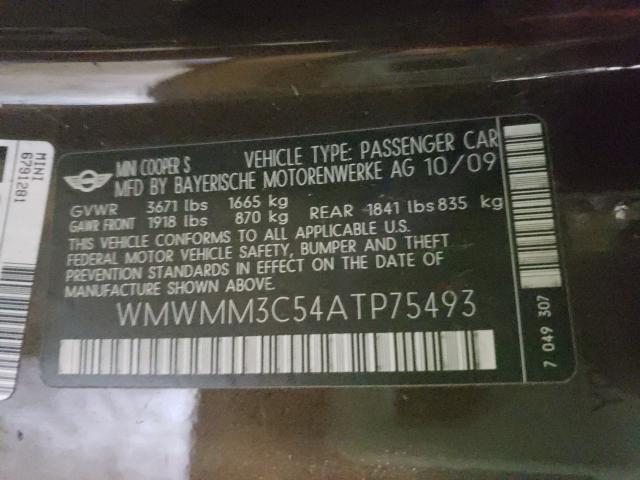 MINI COOPER S VEHICLE TYPE: PASSENGER CAR
MFD BY BAYERISCHE MOTORENWERKE AG 10/09
GVWR 3671 lbs 1665 kg
GAWR FRONT 1918 lbs 870 kg REAR 1841 lbs 835 kg
THIS VEHICLE CONFORMS TO ALL APPLICABLE U.S.
FEDERAL MOTOR VEHICLE SAFETY, BUMPER AND THEFT
PREVENTION STANDARDS IN EFFECT ON THE DATE OF
MANUFACTURE SHOWN ABOVE.
WMWMM3C54ATP75493
7 049 307
MINI
6791281